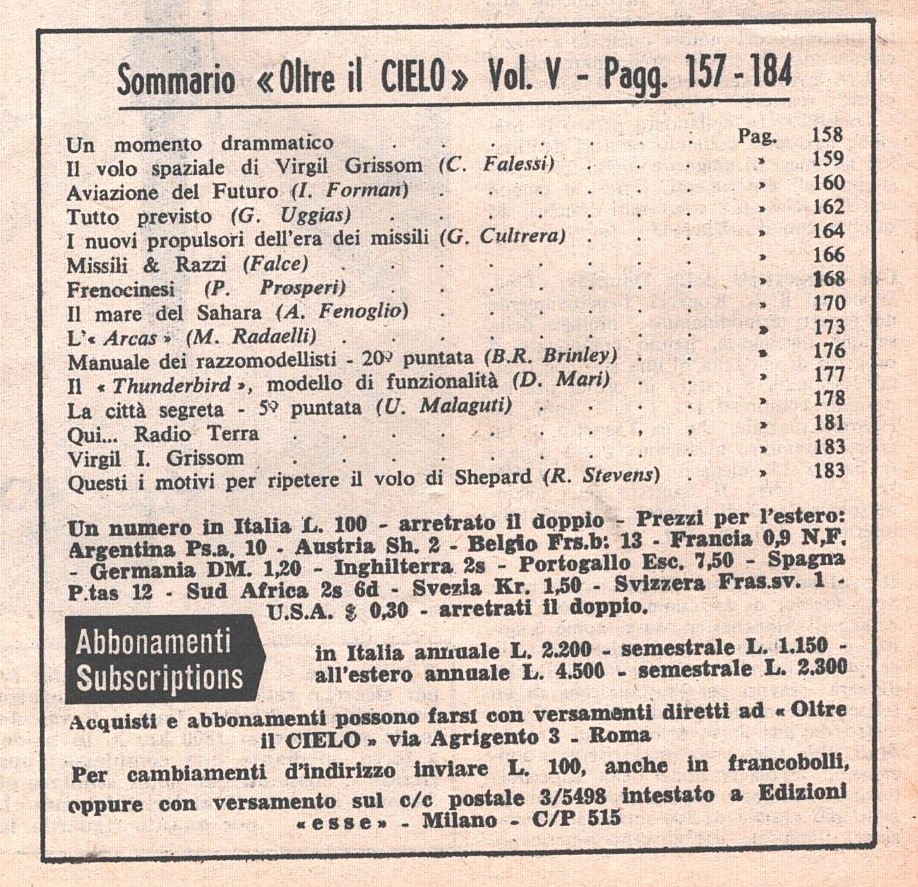 Sommario «Oltre il CIELO» Vol. V - Pagg. 157-184
Un momento drammatico . . . . . . . Pag. 158
Il volo spaziale di Virgil Grissom (C. Falessi) . . . » 159
Aviazione del Futuro (I. Forman) . . . . . . » 160
Tutto previsto (G. Uggias) . . . . . . . » 162
I nuovi propulsori dell'era dei missili (G. Cultrera) . . . » 164
Missili & Razzi (Falce) . . . . . . . . » 166
Frenocinesi (P. Prosperi) . . . . . . . » 168
Il mare del Sahara (A. Fenoglio) . . . . . . » 170
L'« Arcas » (M. Radaelli) . . . . . . . . » 173
Manuale dei razzomodellisti - 20º puntata (B.R. Brinley) . . » 176
Il « Thunderbird », modello di funzionalità (D. Mari) . . » 177
La città segreta - 5º puntata (U. Malaguti) . . . . » 178
Qui... Radio Terra . . . . . . . . . » 181
Virgil I. Grissom . . . . . . . . . » 183
Questi i motivi per ripetere il volo di Shepard (R. Stevens) . » 183
Un numero in Italia L. 100 - arretrato il doppio - Prezzi per l'estero:
Argentina Ps.a. 10 - Austria Sh. 2 - Belgio Frs.b: 13 - Francia 0,9 N,F.
- Germania DM. 1,20 - Inghilterra 2s - Portogallo Esc. 7,50 - Spagna
P.tas 12 - Sud Africa 2s 6d - Svezia Kr. 1,50 - Svizzera Fras.sv. 1 -
U.S.A. $ 0,30 - arretrati il doppio.
Abbonamenti
Subscriptions
in Italia annuale L. 2.200 - semestrale L. 1.150 -
all'estero annuale L. 4.500 - semestrale L. 2.300
Acquisti e abbonamenti possono farsi con versamenti diretti ad « Oltre
il CIELO » via Agrigento 3 - Roma
Per cambiamenti d'indirizzo inviare L. 100, anche in francobolli,
oppure con versamento sul c/c postale 3/5498 intestato a Edizioni
«esse» - Milano - C/P 515